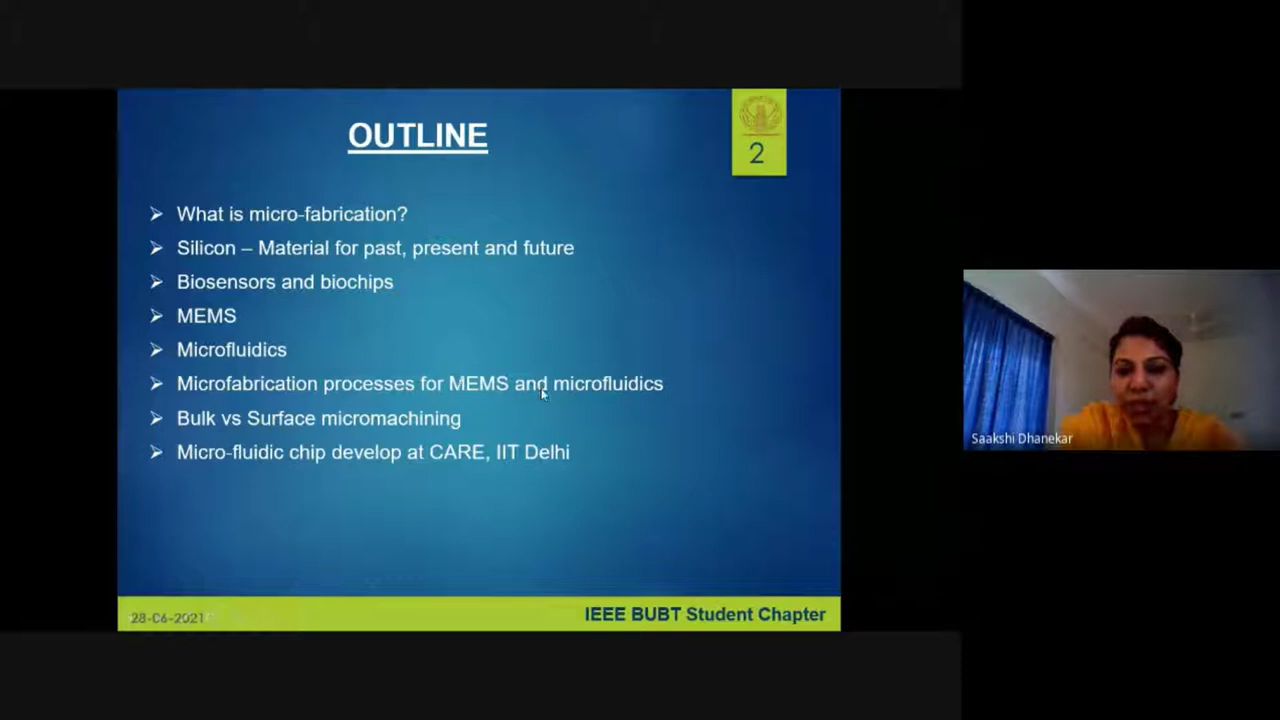 OUTLINE
2
➢ What is micro-fabrication?
➢ Silicon – Material for past, present and future
➢ Biosensors and biochips
➢ MEMS
➢ Microfluidics
➢ Microfabrication processes for MEMS and microfluidics
➢ Bulk vs Surface micromachining
➢ Micro-fluidic chip develop at CARE, IIT Delhi
Saakshi Dhanekar
28-06-2021
IEEE BUBT Student Chapter